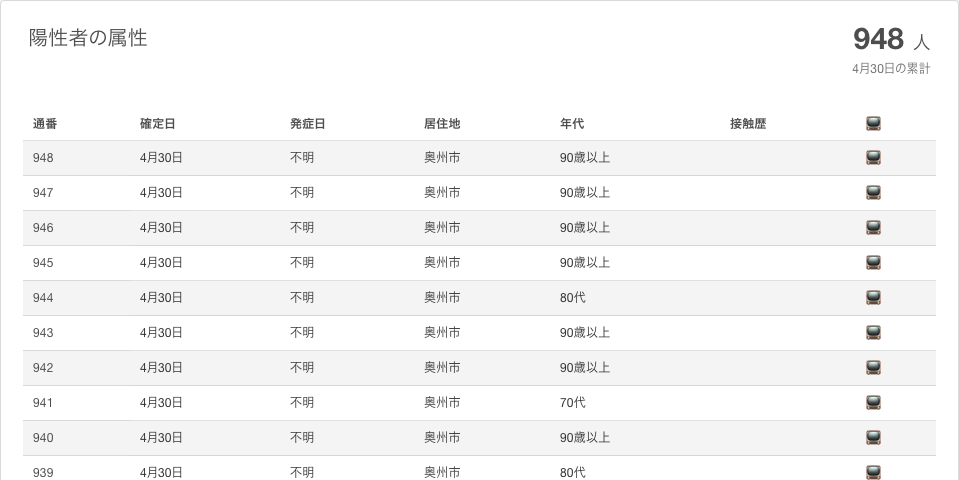 陽性者の属性
948 人
4月30日の累計
通番 確定日 発症日 居住地 年代 接触歴
948 4月30日 不明 奥州市 90歳以上
947 4月30日 不明 奥州市 90歳以上
946 4月30日 不明 奥州市 90歳以上
945 4月30日 不明 奥州市 90歳以上
944 4月30日 不明 奥州市 80代
943 4月30日 不明 奥州市 90歳以上
942 4月30日 不明 奥州市 90歳以上
941 4月30日 不明 奥州市 70代
940 4月30日 不明 奥州市 90歳以上
939 4月30日 不明 奥州市 80代